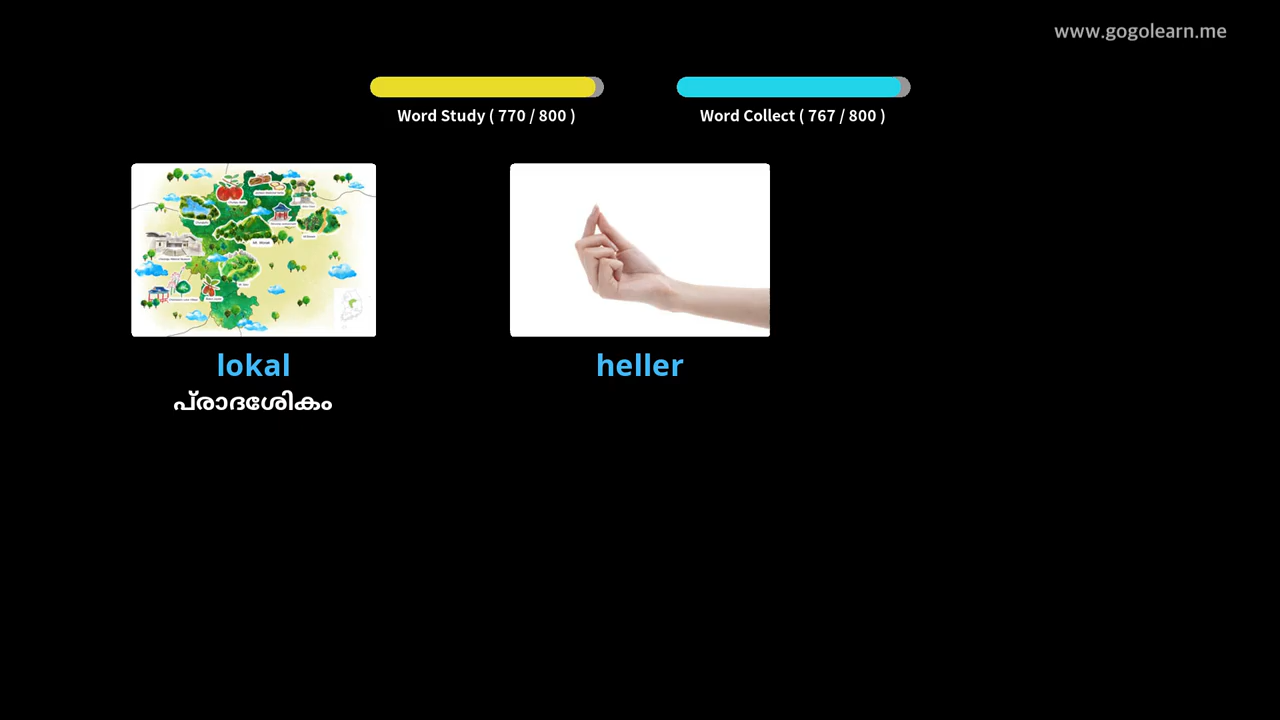 www.gogolearn.me
Word Study ( 770 / 800 )
Word Collect ( 767 / 800 )
lokal
heller
പ്രാദേശികം